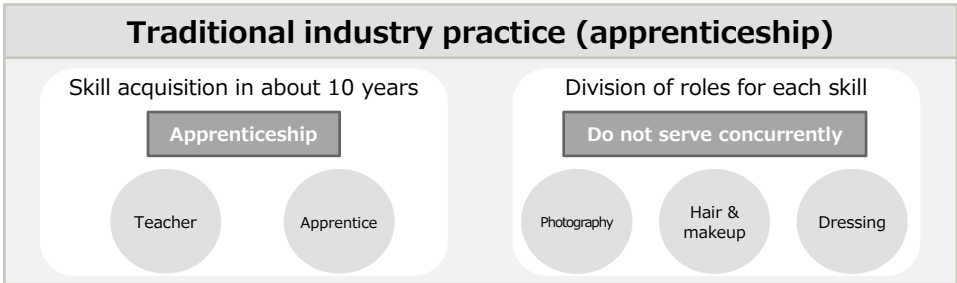 Traditional industry practice (apprenticeship)
Skill acquisition in about 10 years
Apprenticeship
Teacher
Apprentice
Division of roles for each skill
Do not serve concurrently
Photography
Hair &
makeup
Dressing